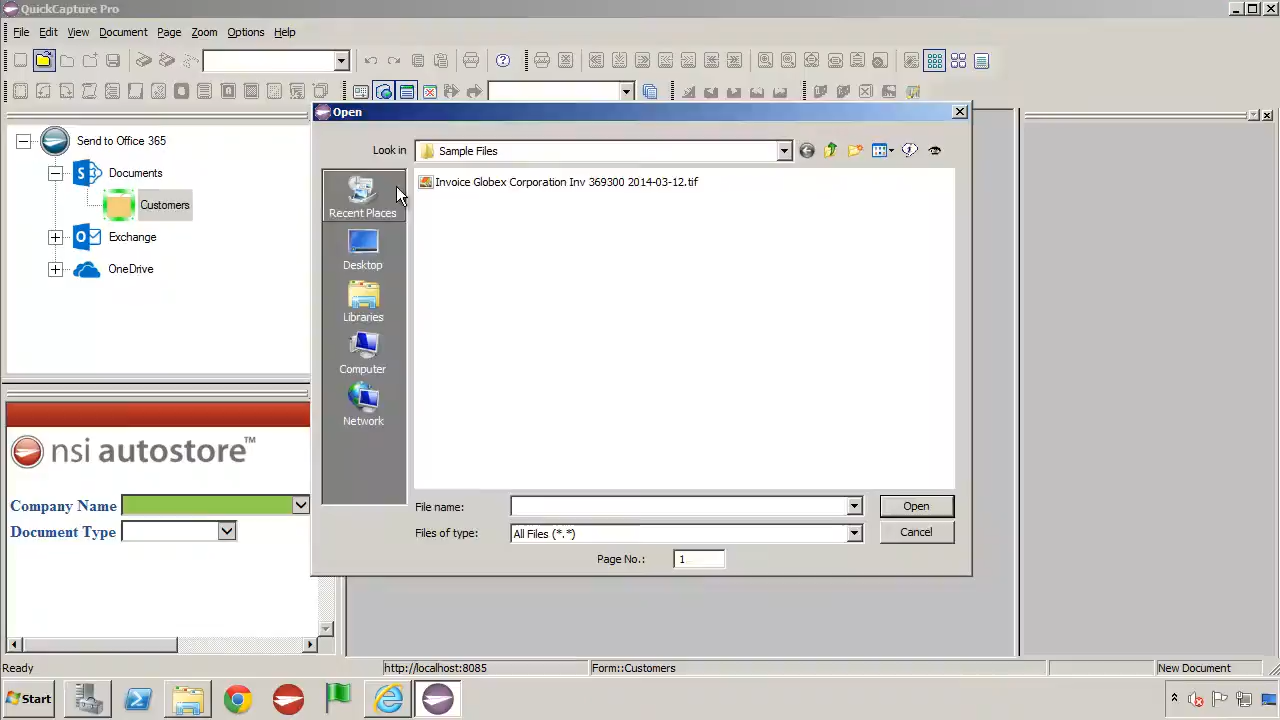 QuickCapture Pro
File Edit View Document Page Zoom Options Help
Open
Look in Sample Files
Send to Office 365
Documents
Customers
Exchange
OneDrive
Invoice Globex Corporation Inv 369300 2014-03-12.tif
Recent Places
Desktop
Libraries
Computer
Network
nsi autostore™
Company Name
Document Type
File name:
Open
Files of type: All Files (*.*)
Cancel
Page No.: 1
Ready http://localhost:8085 Form::Customers New Document
Start